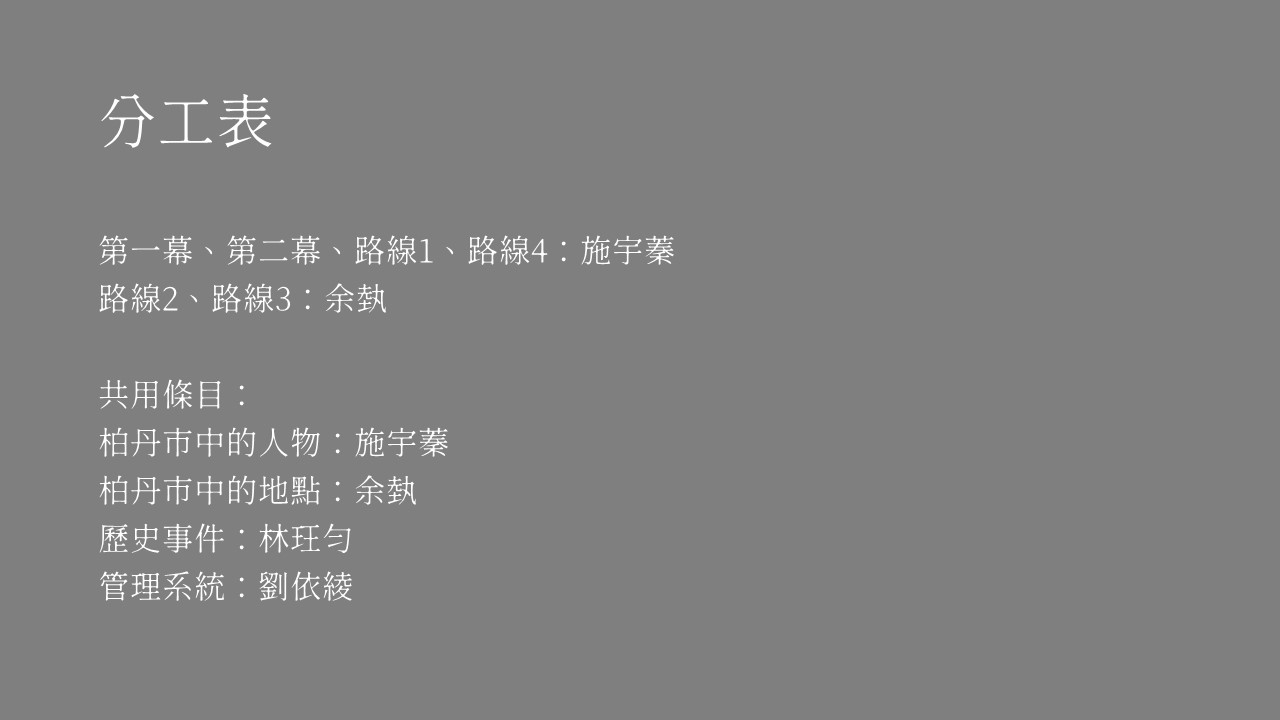 分工表
第一幕、第二幕、路線1、路線4：施宇蓁
路線2、路線3：余埶
共用條目：
柏丹市中的人物：施宇蓁
柏丹市中的地點：余埶
歷史事件：林玨勻
管理系統：劉依綾